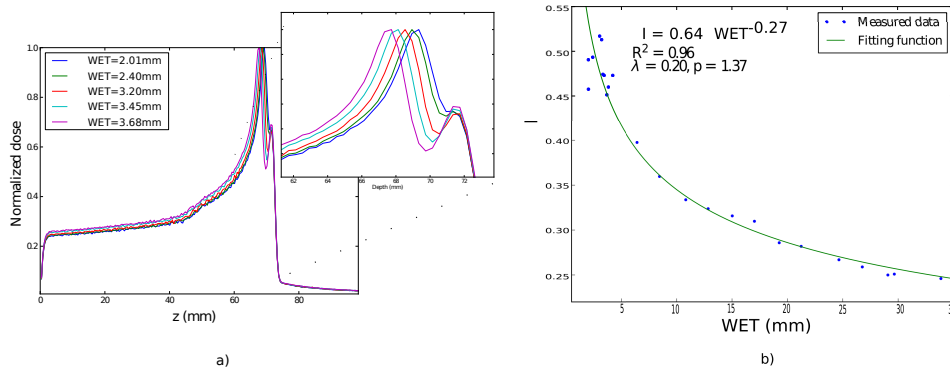 1.0
0.8
0.6
0.4
0.2
0
20
40
60
80
Normalized dose
z (mm)
WET=2.01mm
WET=2.40mm
WET=3.20mm
WET=3.45mm
WET=3.68mm
62
64
66
68
70
72
Depth (mm)
a)
0.50
0.45
0.40
0.35
0.30
0.25
I
5
10
15
20
25
30
WET (mm)
I = 0.64 WET-0.27
R2 = 0.96
λ = 0.20, p = 1.37
Measured data
Fitting function
b)